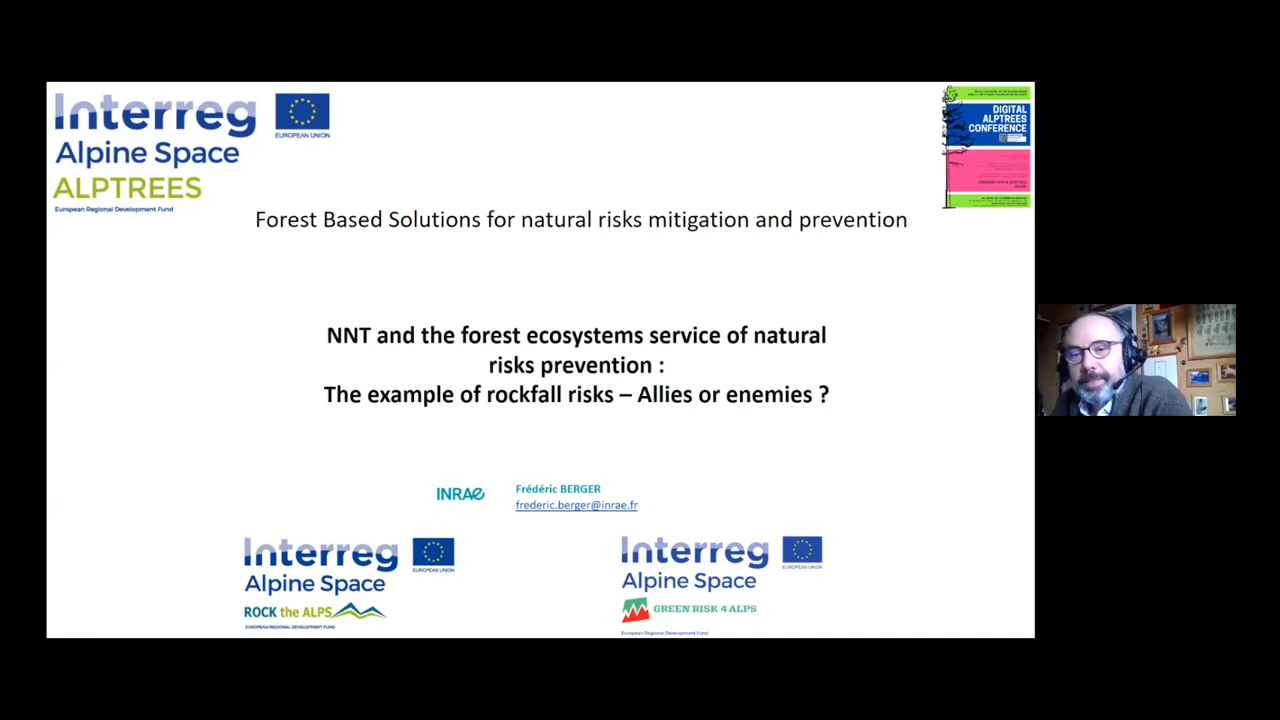 Interreg
EUROPEAN UNION
Alpine Space
ALPTREES
European Regional Development Fund
DIGITAL
ALPTREES
CONFERENCE
Forest Based Solutions for natural risks mitigation and prevention
NNT and the forest ecosystems service of natural
risks prevention :
The example of rockfall risks – Allies or enemies ?
INRAE
Frédéric BERGER
frederic.berger@inrae.fr
Interreg
EUROPEAN UNION
Alpine Space
ROCK the ALPS
EUROPEAN REGIONAL DEVELOPMENT FUND
Interreg
EUROPEAN UNION
Alpine Space
GREEN RISK 4 ALPS
European Regional Development Fund